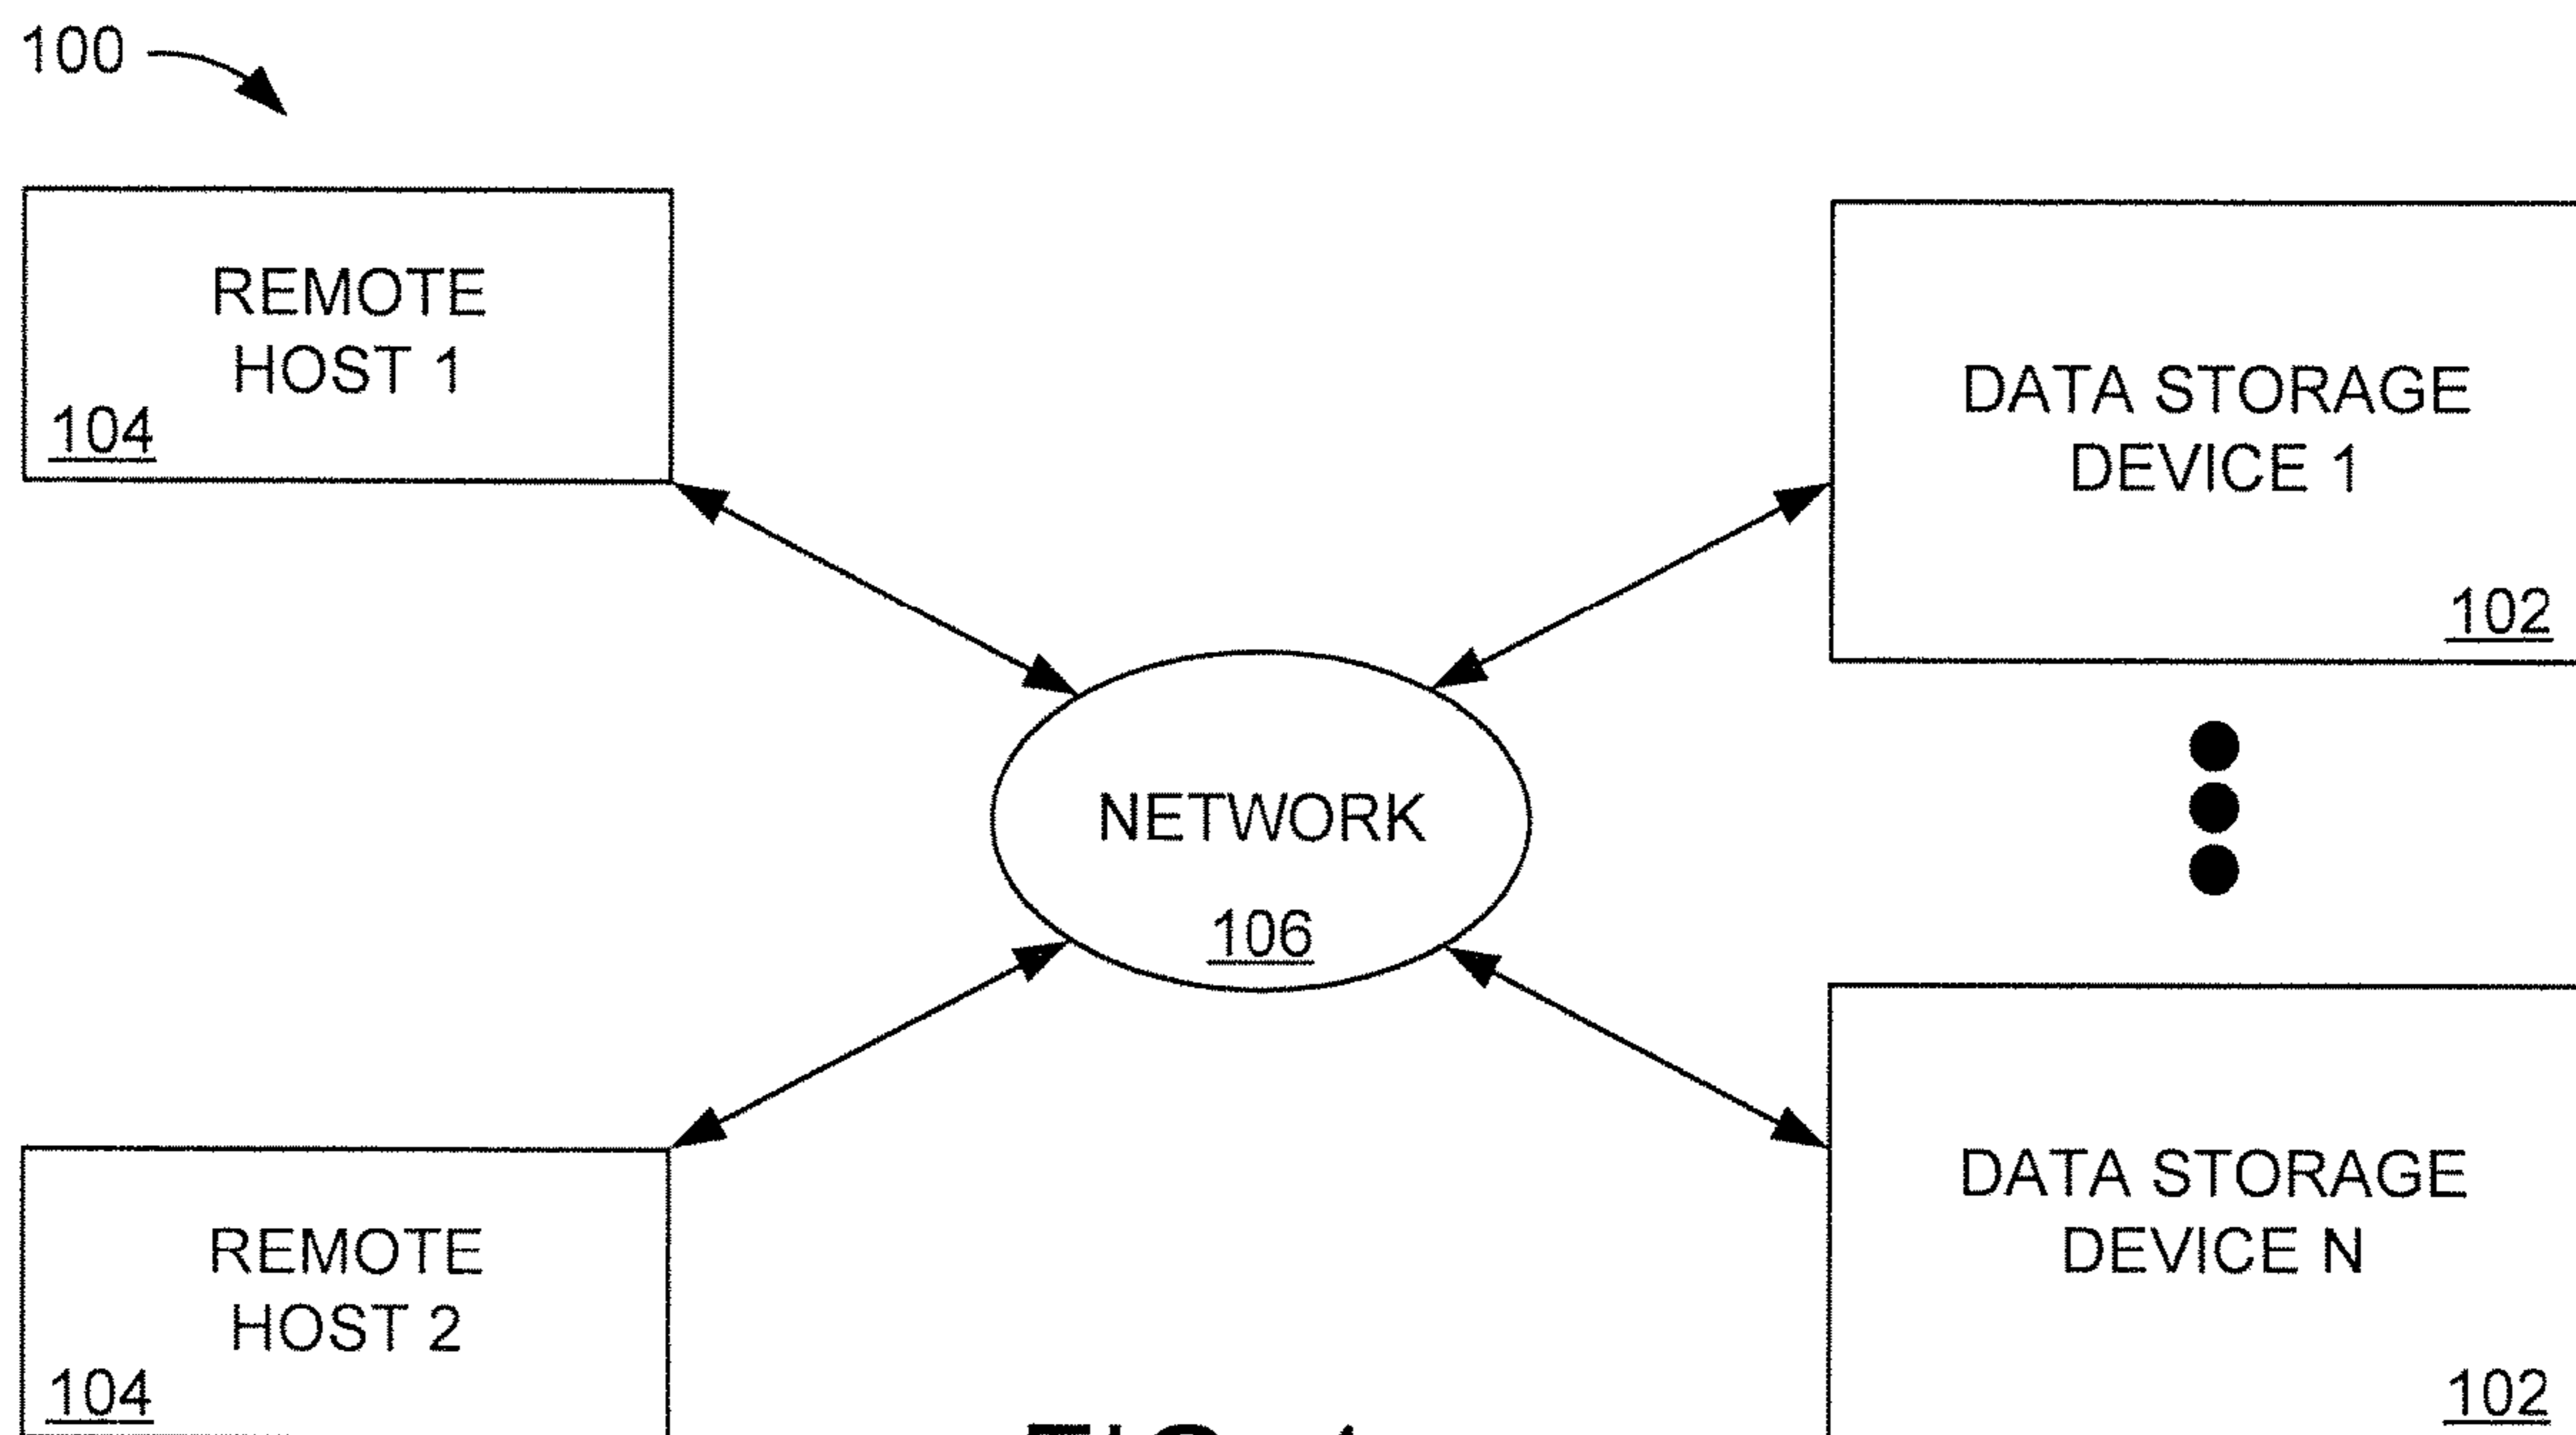 100
REMOTE
HOST 1
104
DATA STORAGE
DEVICE 1
102
NETWORK
106
REMOTE
HOST 2
104
DATA STORAGE
DEVICE N
102